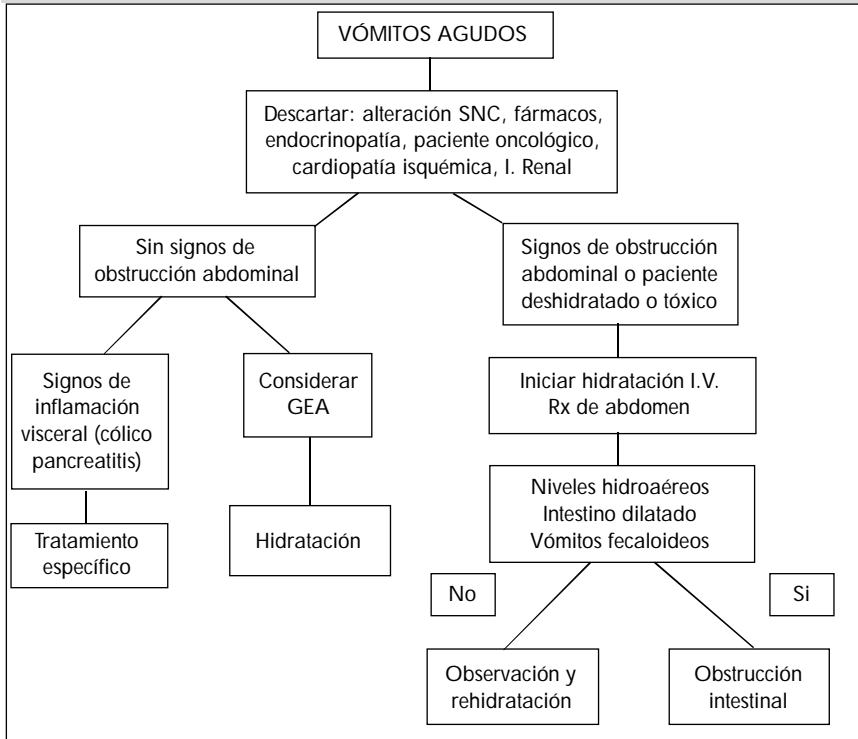 VÓMITOS AGUDOS
Descartar: alteración SNC, fármacos,
endocrinopatía, paciente oncológico,
cardiopatía isquémica, I. Renal
Sin signos de
obstrucción abdominal
Signos de obstrucción
abdominal o paciente
deshidratado o tóxico
Signos de
inflamación
visceral (cólico
pancreatitis)
Considerar
GEA
Iniciar hidratación I.V.
Rx de abdomen
Tratamiento
específico
Hidratación
Niveles hidroaéreos
Intestino dilatado
Vómitos fecaloideos
No
Si
Observación y
rehidratación
Obstrucción
intestinal